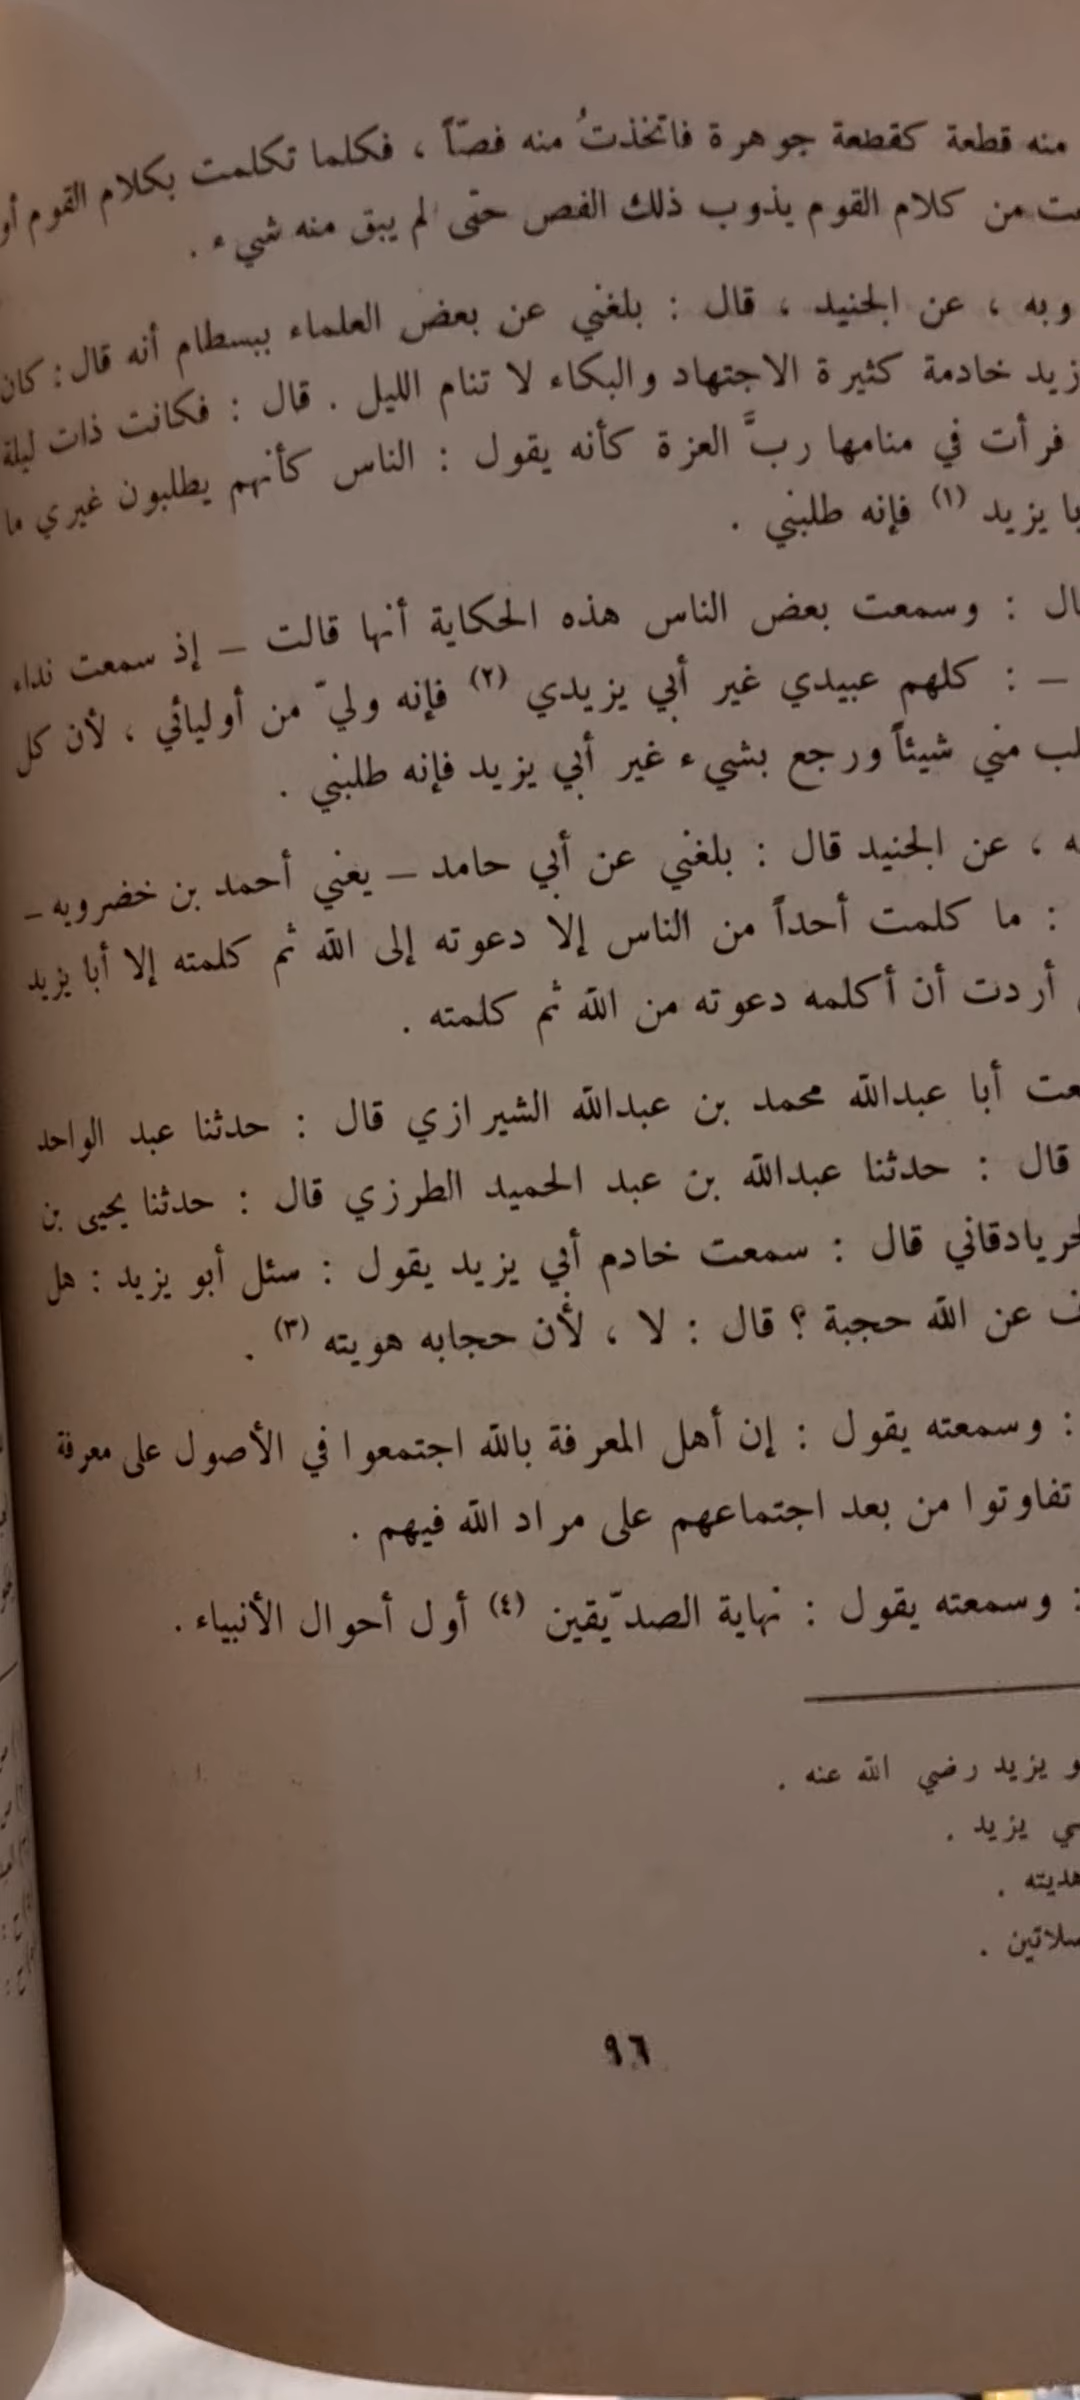 منه قطعة كقطعة جوهرة فاتخذتُ منه فصّاً ، فكلما تكلمت بكلام القوم أو
من كلام القوم يذوب ذلك الفص حتى لم يبق منه شيء .
وبه ، عن الجنيد ، قال : بلغني عن بعض العلماء ببسطام أنه قال : كان
خادمة كثيرة الاجتهاد والبكاء لا تنام الليل . قال : فكانت ذات ليلة
فرأت في منامها ربَّ العزة كأنه يقول : الناس كأنهم يطلبون غيري ما
يزيد (١) فإنه طلبني .
: وسمعت بعض الناس هذه الحكاية أنها قالت – إذ سمعت نداء
– : كلهم عبيدي غير أبي يزيدي (٢) فإنه وليّ من أوليائي ، لأن كل
مني شيئاً ورجع بشيء غير أبي يزيد فإنه طلبني .
، عن الجنيد قال : بلغني عن أبي حامد – يعني أحمد بن خضرويه –
: ما كلمت أحداً من الناس إلا دعوته إلى الله ثم كلمته إلا أبا يزيد
أردت أن أكلمه دعوته من الله ثم كلمته .
أبا عبدالله محمد بن عبدالله الشيرازي قال : حدثنا عبد الواحد
قال : حدثنا عبدالله بن عبد الحميد الطرزي قال : حدثنا يحيى بن
قال : سمعت خادم أبي يزيد يقول : سئل أبو يزيد : هل
عن الله حجبة ؟ قال : لا ، لأن حجابه هويته (٣) .
: وسمعته يقول : إن أهل المعرفة بالله اجتمعوا في الأصول على معرفة
تفاوتوا من بعد اجتماعهم على مراد الله فيهم .
: وسمعته يقول : نهاية الصدّيقين (٤) أول أحوال الأنبياء .
يزيد رضي الله عنه .
يزيد .
هديته .
٩٦